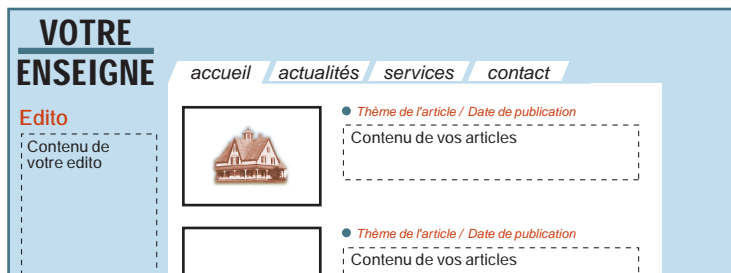 VOTRE
ENSEIGNE
accueil actualités services contact
Edito
Contenu de
votre edito
Thème de l'article / Date de publication
Contenu de vos articles
Thème de l'article / Date de publication
Contenu de vos articles